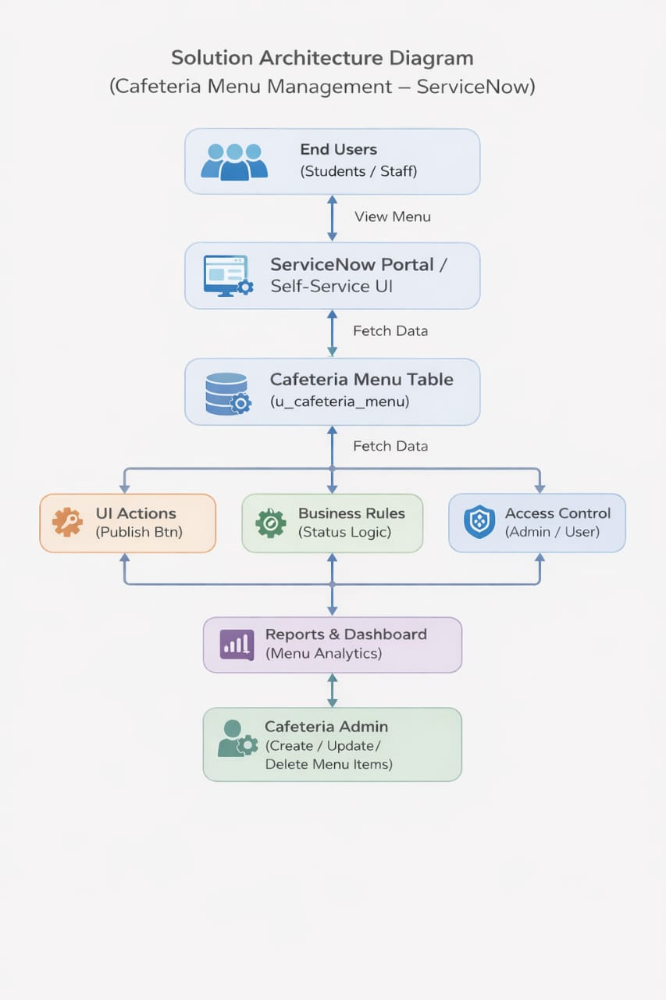 Solution Architecture Diagram
(Cafeteria Menu Management – ServiceNow)
End Users
(Students / Staff)
View Menu
ServiceNow Portal /
Self-Service UI
Fetch Data
Cafeteria Menu Table
(u_cafeteria_menu)
Fetch Data
UI Actions
(Publish Btn)
Business Rules
(Status Logic)
Access Control
(Admin / User)
Reports & Dashboard
(Menu Analytics)
Cafeteria Admin
(Create / Update/
Delete Menu Items)